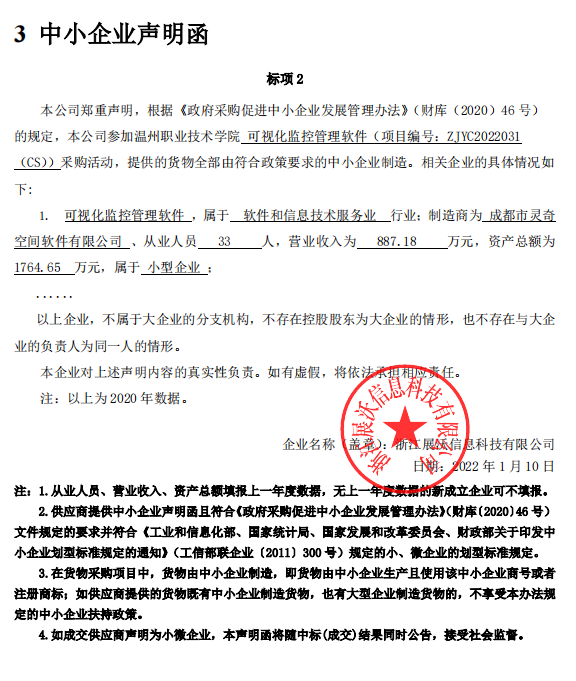 3 中小企业声明函
标项 2
本公司郑重声明，根据《政府采购促进中小企业发展管理办法》（财库（2020）46 号）
的规定，本公司参加温州职业技术学院 可视化监控管理软件（项目编号：ZJYC2022031
（CS））采购活动，提供的货物全部由符合政策要求的中小企业制造。相关企业的具体情况如
下：
1. 可视化监控管理软件 ，属于 软件和信息技术服务业 行业；制造商为 成都市灵奇
空间软件有限公司 、从业人员 33 人，营业收入为 887.18 万元，资产总额为
1764.65 万元，属于 小型企业 ；
......
以上企业，不属于大企业的分支机构，不存在控股股东为大企业的情形，也不存在与大企
业的负责人为同一人的情形。
本企业对上述声明内容的真实性负责。如有虚假，将依法承担相应责任。
注：以上为 2020 年数据。
浙江展沃信息科技有限公司
企业名称（盖章）：浙江展沃信息科技有限公司
日期：2022 年 1 月 10 日
注：1.从业人员、营业收入、资产总额填报上一年度数据，无上一年度数据的新成立企业可不填报。
2.供应商提供中小企业声明函且符合《政府采购促进中小企业发展管理办法》（财库〔2020〕46 号）
文件规定的要求并符合《工业和信息化部、国家统计局、国家发展和改革委员会、财政部关于印发中
小企业划型标准规定的通知》（工信部联企业〔2011〕300 号）规定的小、微企业的划型标准规定。
3.在货物采购项目中，货物由中小企业制造，即货物由中小企业生产且使用该中小企业商号或者
注册商标；如供应商提供的货物既有中小企业制造货物，也有大型企业制造货物的，不享受本办法规
定的中小企业扶持政策。
4.如成交供应商声明为小微企业，本声明函将随中标(成交)结果同时公告，接受社会监督。